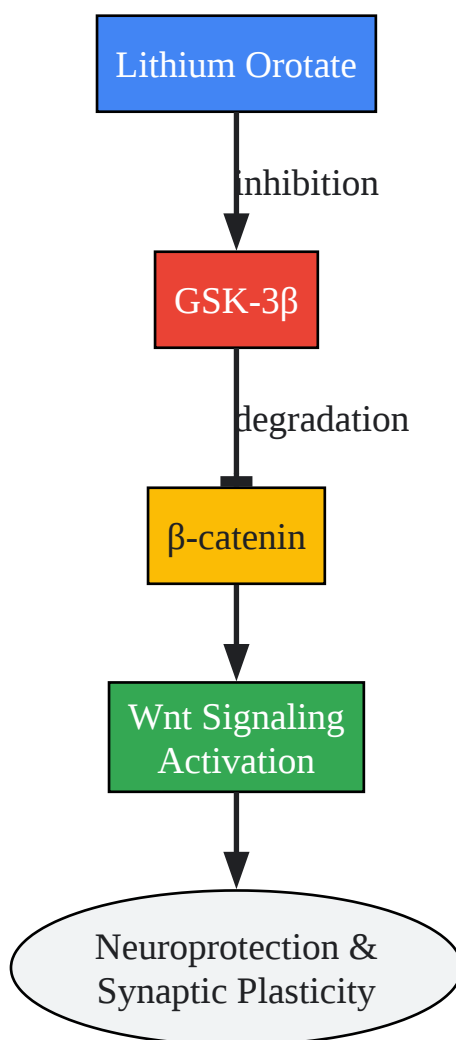 Lithium Orotate
inhibition
GSK-3β
degradation
β-catenin
Wnt Signaling
Activation
Neuroprotection &
Synaptic Plasticity